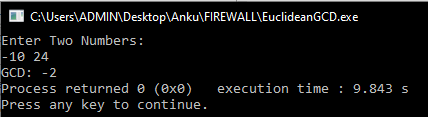 C:\Users\ADMIN\Desktop\Anku\FIREWALL\EuclideanGCD.exe
Enter Two Numbers:
-10 24
GCD: -2
Process returned 0 (0x0)   execution time : 9.843 s
Press any key to continue.